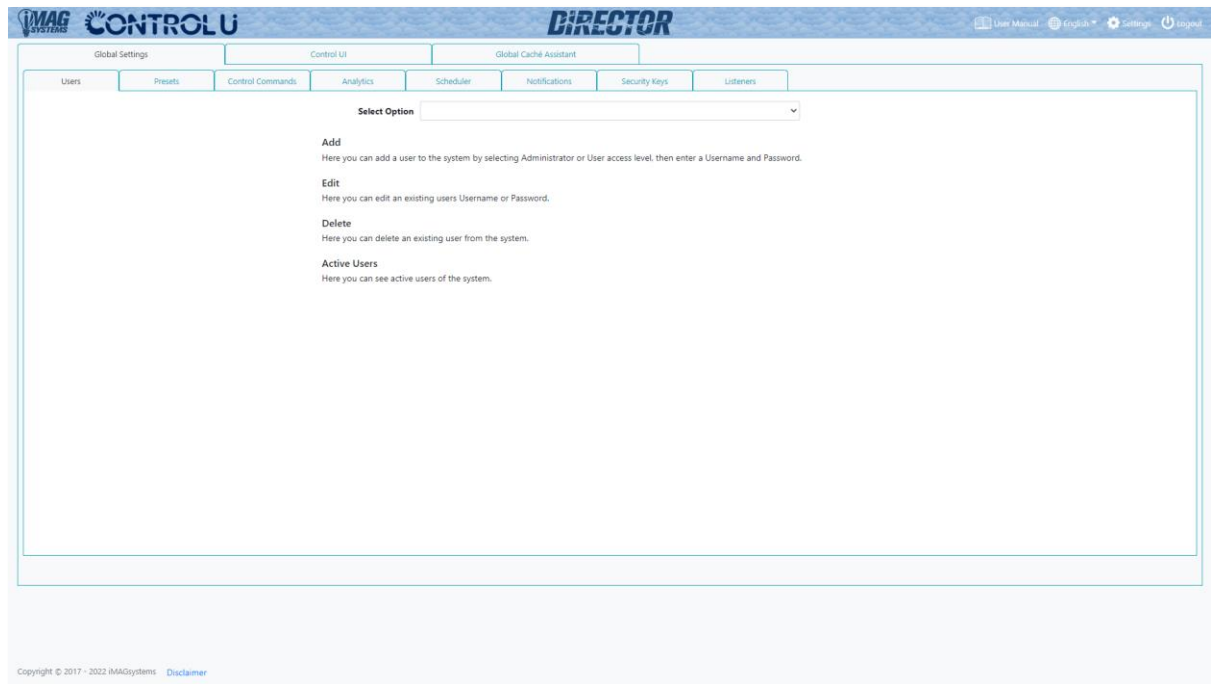 iMAG SYSTEMS CONTROL U DIRECTOR User Manual English Settings Logout
Global Settings Control UI Global Caché Assistant
Users Presets Control Commands Analytics Scheduler Notifications Security Keys Listeners
Select Option
Add
Here you can add a user to the system by selecting Administrator or User access level, then enter a Username and Password.
Edit
Here you can edit an existing users Username or Password.
Delete
Here you can delete an existing user from the system.
Active Users
Here you can see active users of the system.
Copyright © 2017 - 2022 iMAGsystems Disclaimer